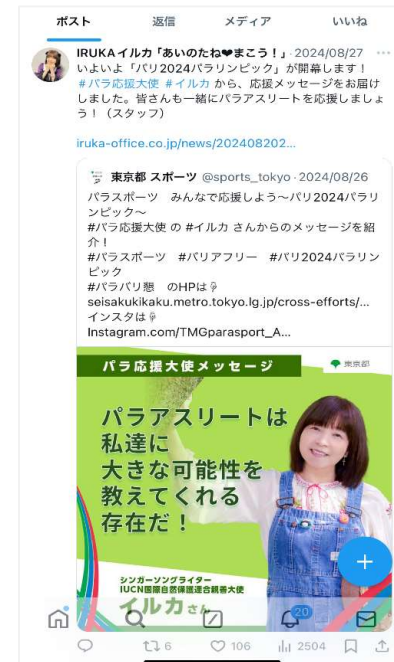 ポスト 返信 メディア いいね
IRUKAイルカ「あいのたね❤まこう！」· 2024/08/27 ···
いよいよ「パリ2024パラリンピック」が開幕します！
#パラ応援大使 #イルカ から、応援メッセージをお届け
しました。皆さんも一緒にパラアスリートを応援しましょ
う！（スタッフ）
iruka-office.co.jp/news/202408202...
東京都 スポーツ @sports_tokyo · 2024/08/26
パラスポーツ　みんなで応援しよう～パリ2024パラリ
ンピック～
#パラ応援大使 の #イルカ さんからのメッセージを紹
介！
#パラスポーツ　#バリアフリー　#パリ2024パラリン
ピック
#パラバリ懇　のHPは☟
seisakukikaku.metro.tokyo.lg.jp/cross-efforts/...
インスタは☟
Instagram.com/TMGparasport_A...
パラ応援大使メッセージ
東京都
パラアスリートは
私達に
大きな可能性を
教えてくれる
存在だ！
シンガーソングライター
IUCN国際自然保護連合親善大使
イルカさん
20
6 106 2504